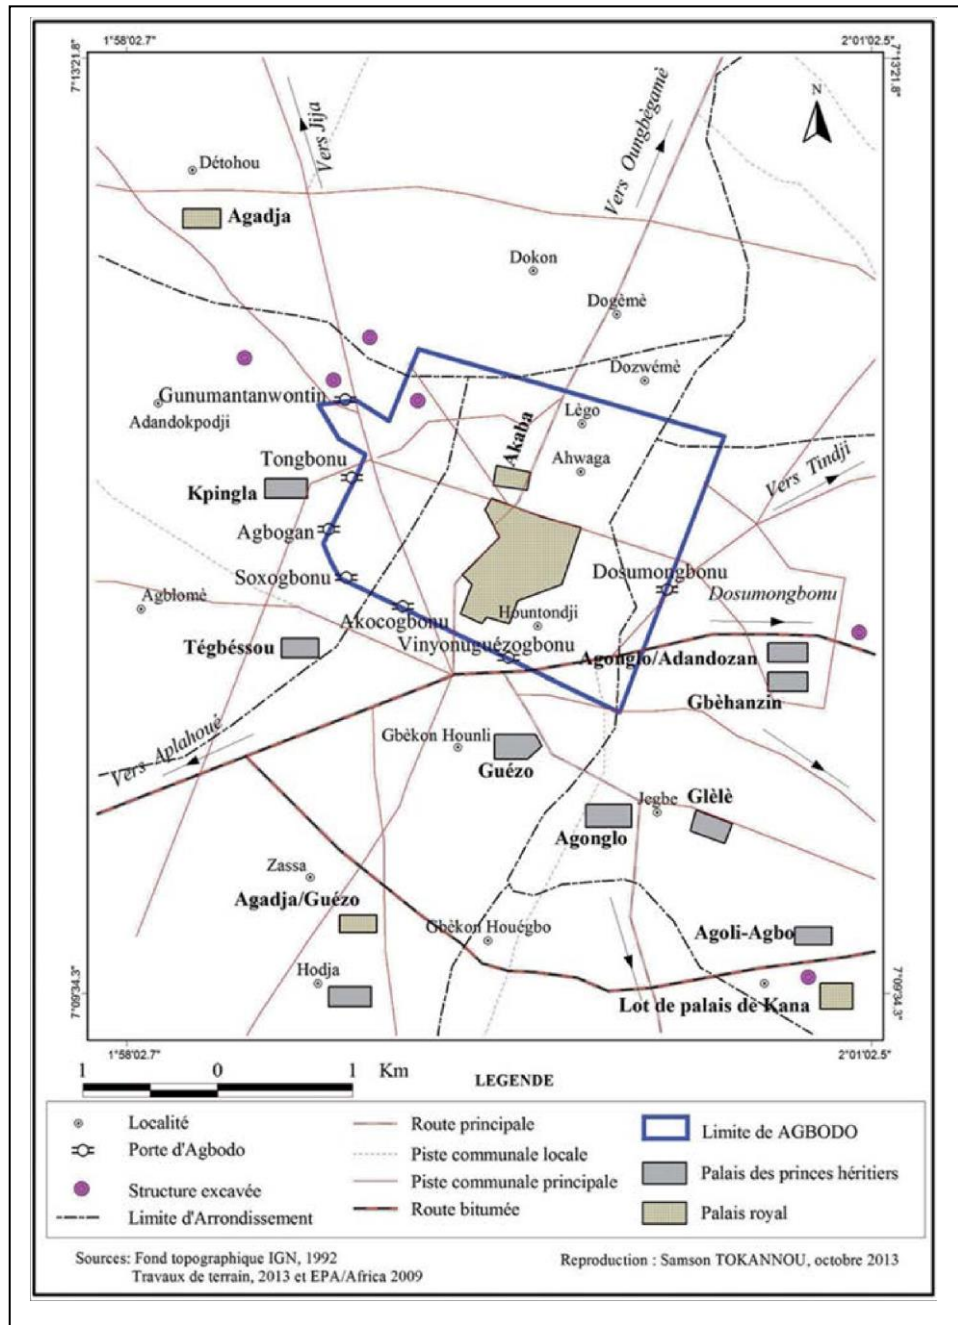 1°58'02.7"
2°01'02.5"
7°13'21.8"
7°13'21.8"
N
Vers Jija
Vers Oungbègamè
Détohou
Agadja
Dokon
Dogèmè
Dozwémè
Gunumantanwontin
Adandokpodji
Lègo
Akaba
Ahwaga
Tongbonu
Kpingla
Vers Tindji
Agbogan
Soxogbonu
Dosumongbonu
Dosumongbonu
Agblomè
Akocogbonu
Hountondji
Tégbéssou
Vinyonuguézogbonu
Agonglo/Adandozan
Gbèhanzin
Vers Aplahoué
Gbèkon Hounli
Guézo
Jegbe
Glèlè
Agonglo
Zassa
Agadja/Guézo
Gbèkon Houégbo
Agoli-Agbo
Hodja
Lot de palais de Kana
7°09'34.3"
7°09'34.3"
1°58'02.7"
2°01'02.5"
1 0 1 Km
LEGENDE
Localité
Porte d'Agbodo
Structure excavée
Limite d'Arrondissement
Route principale
Piste communale locale
Piste communale principale
Route bitumée
Limite de AGBODO
Palais des princes héritiers
Palais royal
Sources: Fond topographique IGN, 1992
Travaux de terrain, 2013 et EPA/Africa 2009
Reproduction : Samson TOKANNOU, octobre 2013